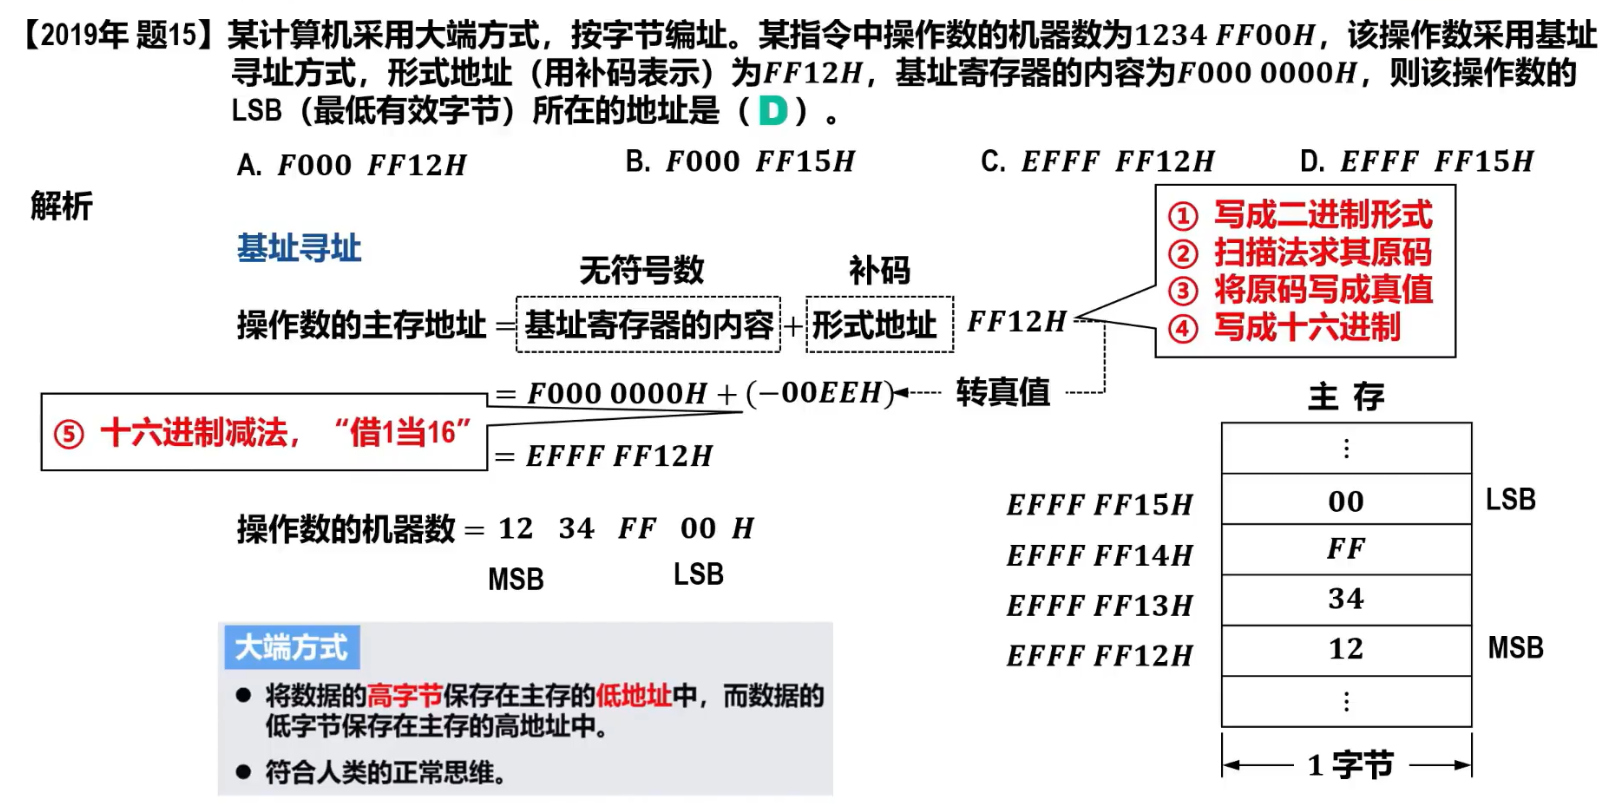 【2019年 题15】某计算机采用大端方式，按字节编址。某指令中操作数的机器数为1234 FF00H，该操作数采用基址
寻址方式，形式地址（用补码表示）为FF12H，基址寄存器的内容为F000 0000H，则该操作数的
LSB（最低有效字节）所在的地址是（ D ）。
A. F000 FF12H B. F000 FF15H C. EFFF FF12H D. EFFF FF15H
解析
① 写成二进制形式
② 扫描法求其原码
③ 将原码写成真值
④ 写成十六进制
基址寻址
无符号数 补码
操作数的主存地址 = 基址寄存器的内容 + 形式地址 FF12H
= F000 0000H + (−00EEH) 转真值
⑤ 十六进制减法，“借1当16”
= EFFF FF12H
操作数的机器数 = 12 34 FF 00 H
MSB LSB
主 存
⋮
EFFF FF15H 00 LSB
EFFF FF14H FF
EFFF FF13H 34
EFFF FF12H 12 MSB
⋮
1 字节
大端方式
● 将数据的高字节保存在主存的低地址中，而数据的
低字节保存在主存的高地址中。
● 符合人类的正常思维。